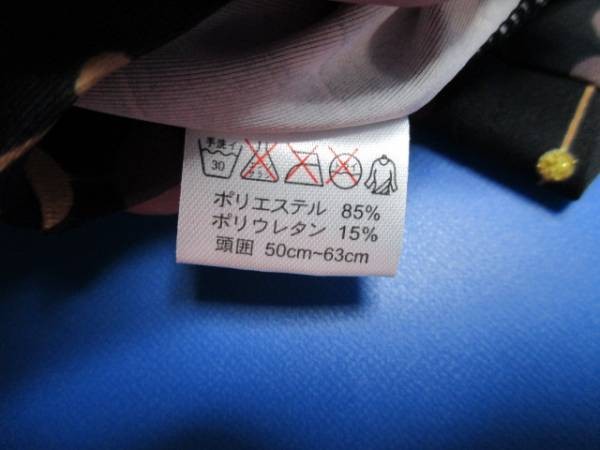 手洗イ
30
ポリエステル 85%
ポリウレタン 15%
頭囲 50cm~63cm